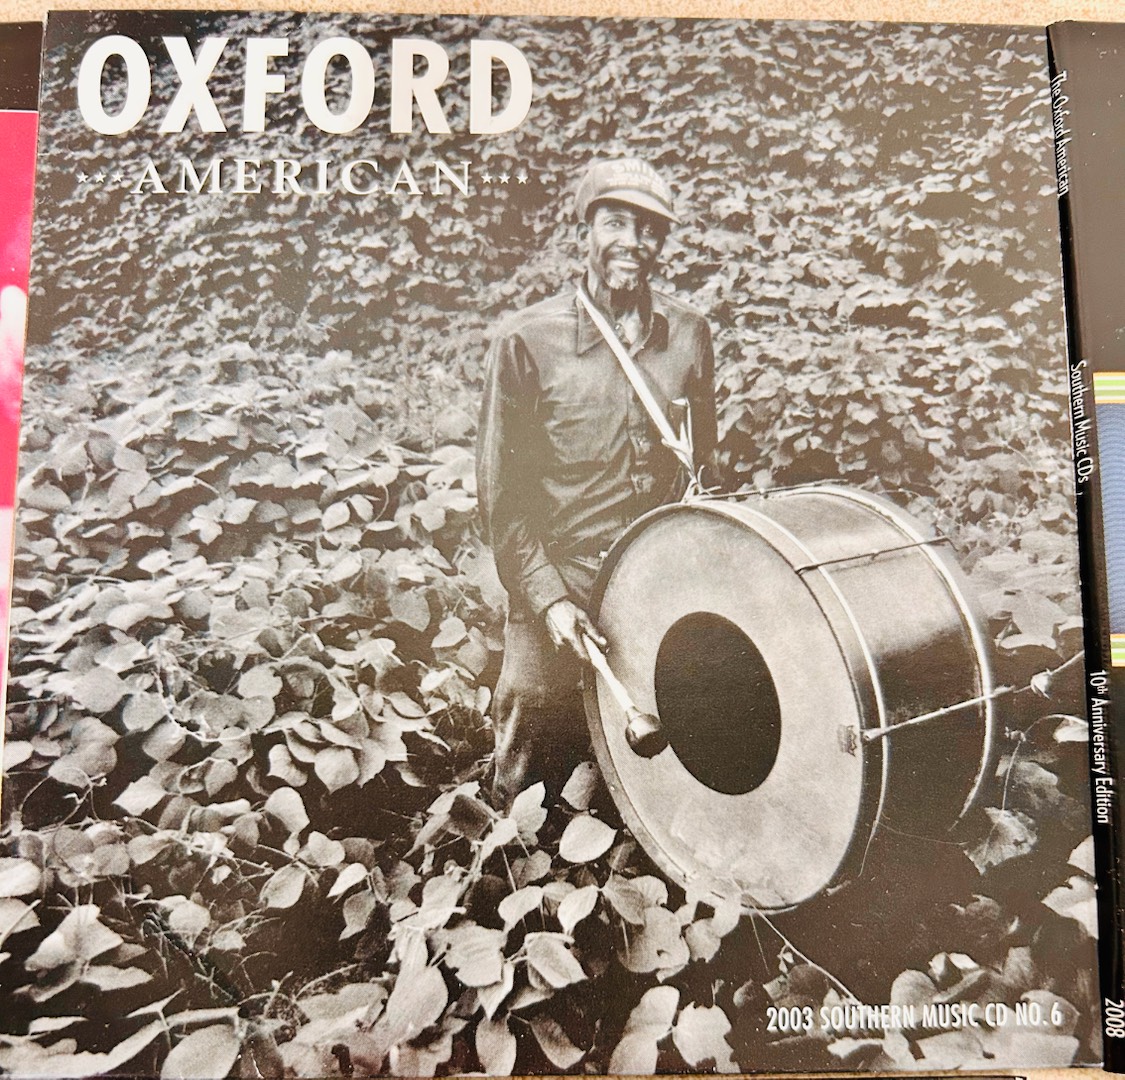 OXFORD
AMERICAN
2003 SOUTHERN MUSIC CD NO. 6
The Oxford American
Southern Music CDs
10th Anniversary Edition
2008